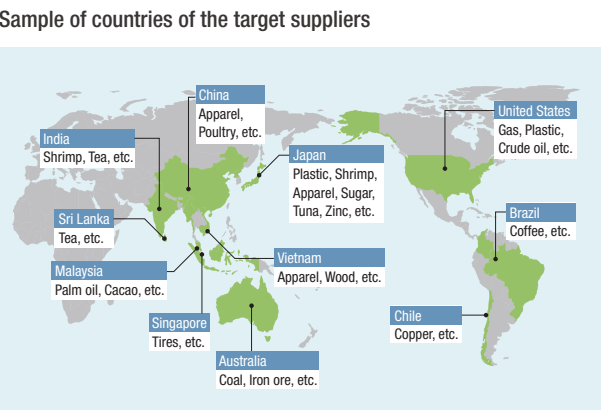 Sample of countries of the target suppliers
China
Apparel,
Poultry, etc.
United States
Gas, Plastic,
Crude oil, etc.
India
Shrimp, Tea, etc.
Japan
Plastic, Shrimp,
Apparel, Sugar,
Tuna, Zinc, etc.
Sri Lanka
Tea, etc.
Brazil
Coffee, etc.
Malaysia
Palm oil, Cacao, etc.
Vietnam
Apparel, Wood, etc.
Singapore
Tires, etc.
Chile
Copper, etc.
Australia
Coal, Iron ore, etc.